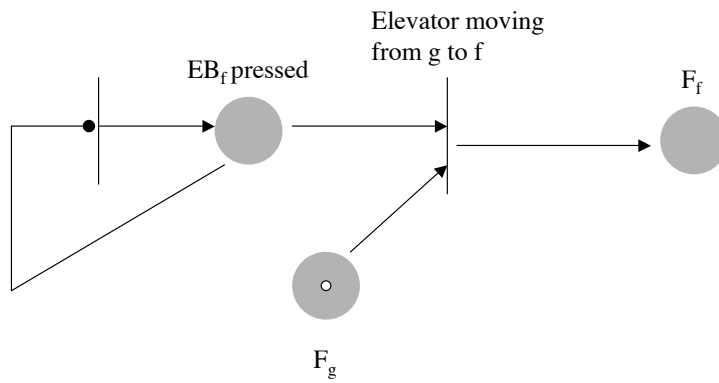 Elevator moving
from g to f
EB_f pressed
F_f
F_g